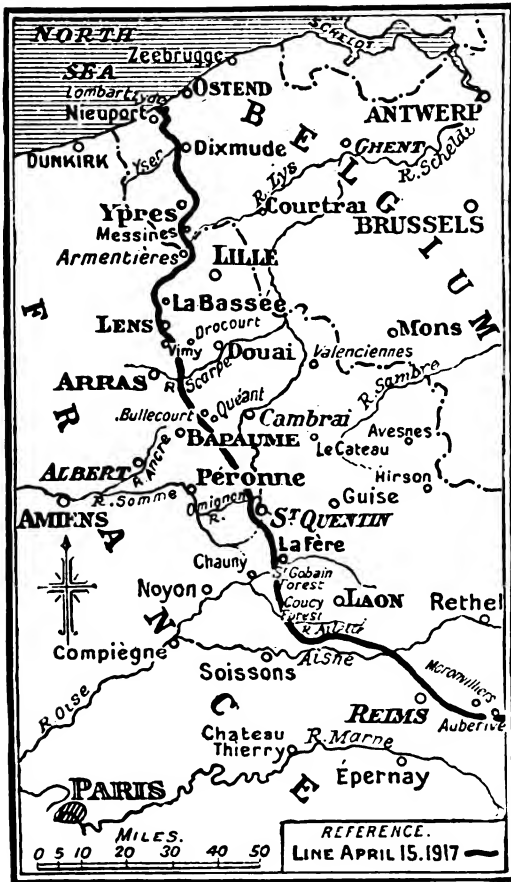 NORTH
SEA
SCHELDT
Zeebrugge
Lombartzyde
OSTEND
Nieuport
ANTWERP
BELGIUM
DUNKIRK
Yser
Dixmude
GHENT
R. Lys
R. Scheldt
Ypres
Courtrai
BRUSSELS
Messines
Armentières
LILLE
FRANCE
La Bassée
LENS
Drocourt
Mons
Vimy
Douai
Valenciennes
ARRAS
R. Scarpe
R. Sambre
Bullecourt
Quéant
Cambrai
BAPAUME
Avesnes
Le Cateau
ALBERT
R. Ancre
Péronne
Hirson
R. Somme
Omignon
R.
Guise
AMIENS
ST QUENTIN
La Fère
Chauny
St Gobain
Forest
Noyon
Coucy
Forest
LAON
Rethel
R. Ailette
Compiègne
Soissons
Aisne
Moronvilliers
R. Oise
REIMS
Auberive
Chateau
Thierry
R. Marne
Épernay
PARIS
MILES.
0 5 10 20 30 40 50
REFERENCE.
LINE APRIL 15. 1917